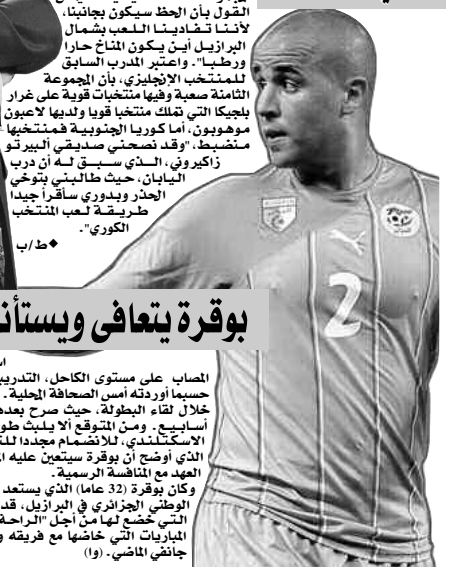 القول بأن الحظ سيكون بجانبنا،
لأننا تفادينا اللعب بشمال
البرازيل أين يكون المناخ حارا
ورطبا". واعتبر المدرب السابق
للمنتخب الإنجليزي، بأن المجموعة
الثامنة صعبة وفيها منتخبات قوية على غرار
بلجيكا التي تملك منتخبا قويا ولديها لاعبون
موهوبون، أما كوريا الجنوبية فمنتخبها
منضبط، "وقد نصحني صديقي ألبيرتو
زاكيروني، الذي سبق له أن درب
اليابان، حيث طالبني بتوخي
الحذر وبدوري سأقرأ جيدا
طريقة لعب المنتخب
الكوري".
◆ط/ب
2
بوقرة يتعافى ويستأنـ
المصاب على مستوى الكاحل، التدريبـ
حسبما أوردته أمس الصحافة المحلية.
خلال لقاء البطولة، حيث صرح بعدهـ
أسابيع. ومن المتوقع ألا يلبث طو
الاسكتلندي، للانضمام مجددا للتـ
الذي أوضح أن بوقرة سيتعين عليه ا
العهد مع المنافسة الرسمية.
وكان بوقرة (32 عاما) الذي يستعد
الوطني الجزائري في البرازيل، قد
التي خضع لها من أجل "الراحة
المباريات التي خاضها مع فريقه و
جانفي الماضي. (وا)